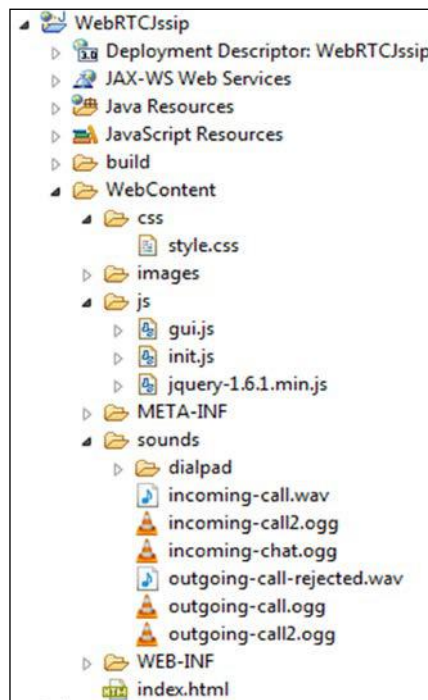 WebRTCJssip
3.0 Deployment Descriptor: WebRTCJssip
JAX-WS Web Services
Java Resources
JavaScript Resources
build
WebContent
css
style.css
images
js
gui.js
init.js
jquery-1.6.1.min.js
META-INF
sounds
dialpad
incoming-call.wav
incoming-call2.ogg
incoming-chat.ogg
outgoing-call-rejected.wav
outgoing-call.ogg
outgoing-call2.ogg
WEB-INF
index.html